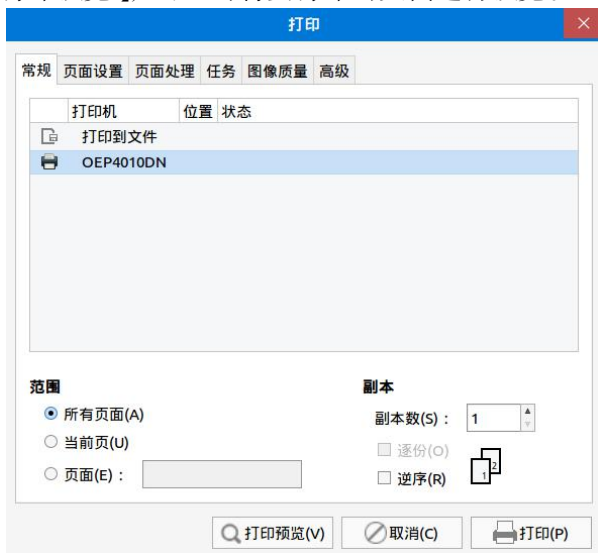 打印
常规 页面设置 页面处理 任务 图像质量 高级
打印机 位置 状态
打印到文件
OEP4010DN
范围
所有页面(A)
当前页(U)
页面(E)：
副本
副本数(S)： 1
逐份(O)
逆序(R)
1 2
打印预览(V) 取消(C) 打印(P)